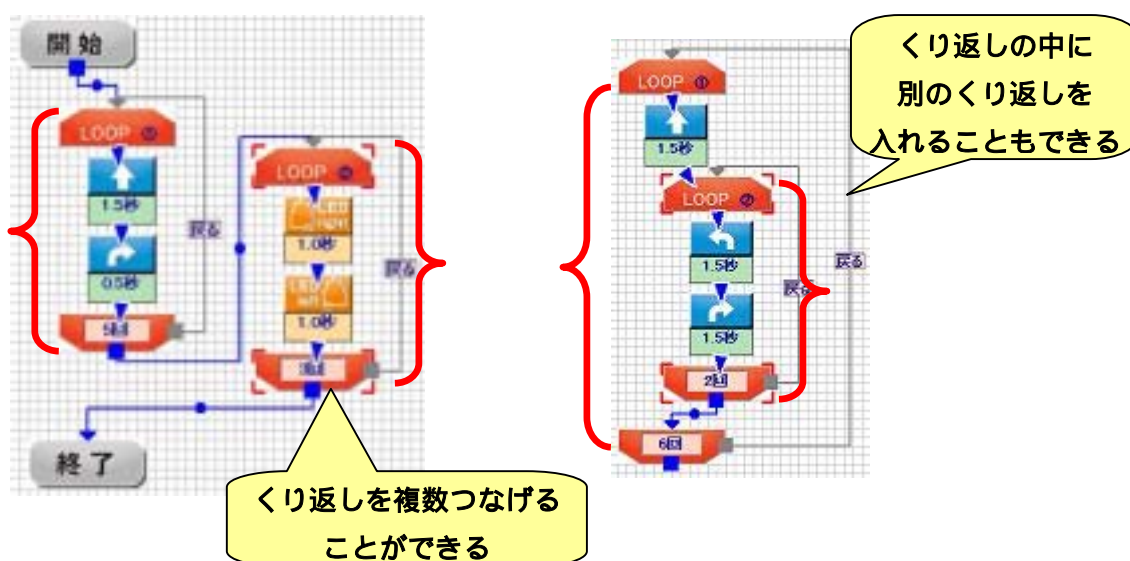 開始
LOOP
1.5秒
0.5秒
5回
戻る
LOOP
1.0秒
1.0秒
3回
戻る
終了
くり返しを複数つなげる
ことができる
LOOP ①
1.5秒
LOOP ②
1.5秒
1.5秒
2回
戻る
6回
戻る
くり返しの中に
別のくり返しを
入れることもできる